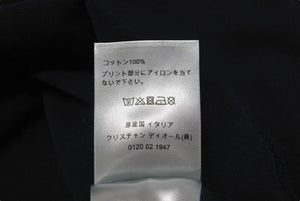 コットン100%
プリント部分にアイロンを当て
ないで下さい。
原産国 イタリア
クリスチャン ディオール(株)
0120 02 1947